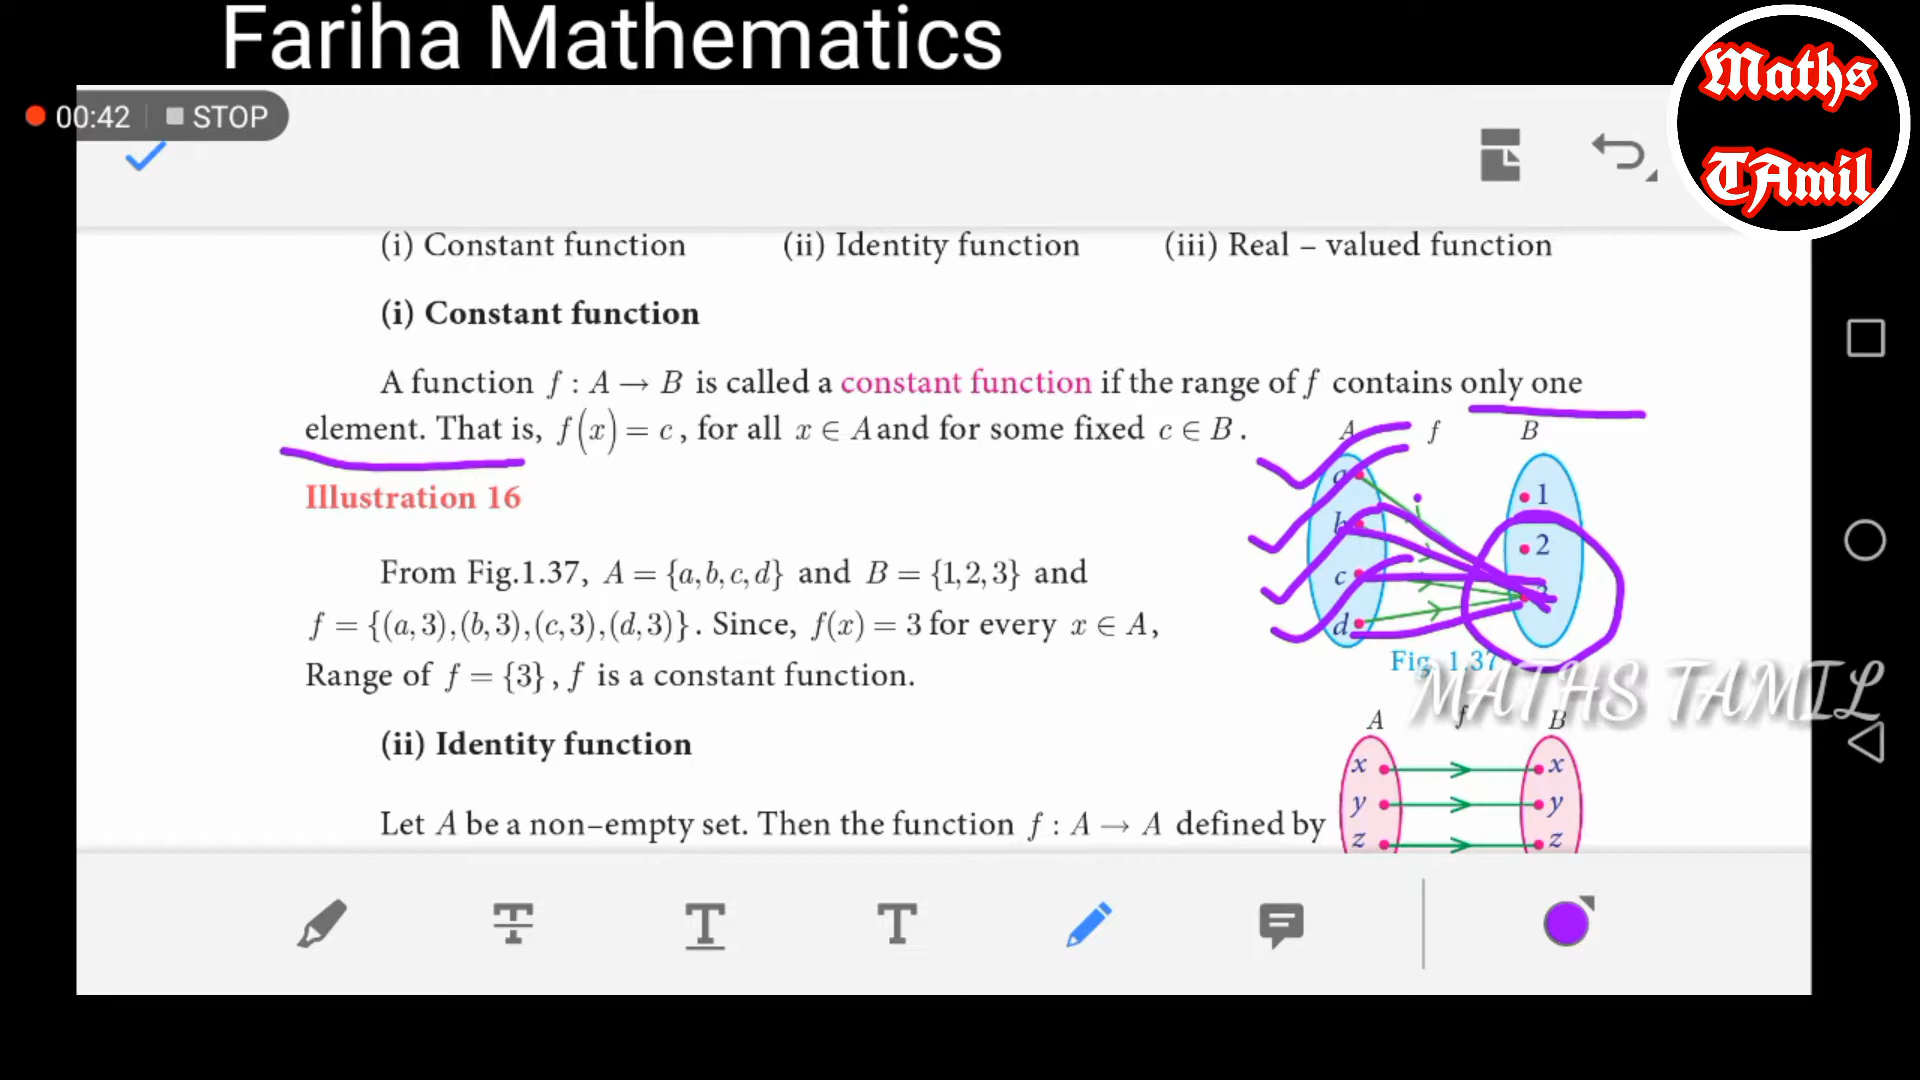 Fariha Mathematics
Maths
TAmil
00:42 STOP
(i) Constant function (ii) Identity function (iii) Real – valued function
(i) Constant function
A function f : A → B is called a constant function if the range of f contains only one
element. That is, f(x) = c, for all x ∈ A and for some fixed c ∈ B.
A f B
Illustration 16
a 1
b 2
c 3
d
From Fig.1.37, A = {a,b,c,d} and B = {1,2,3} and
f = {(a,3),(b,3),(c,3),(d,3)}. Since, f(x) = 3 for every x ∈ A,
Fig. 1.37
Range of f = {3}, f is a constant function.
MATHS TAMIL
A f B
(ii) Identity function
x x
y y
z z
Let A be a non–empty set. Then the function f : A → A defined by
T T T